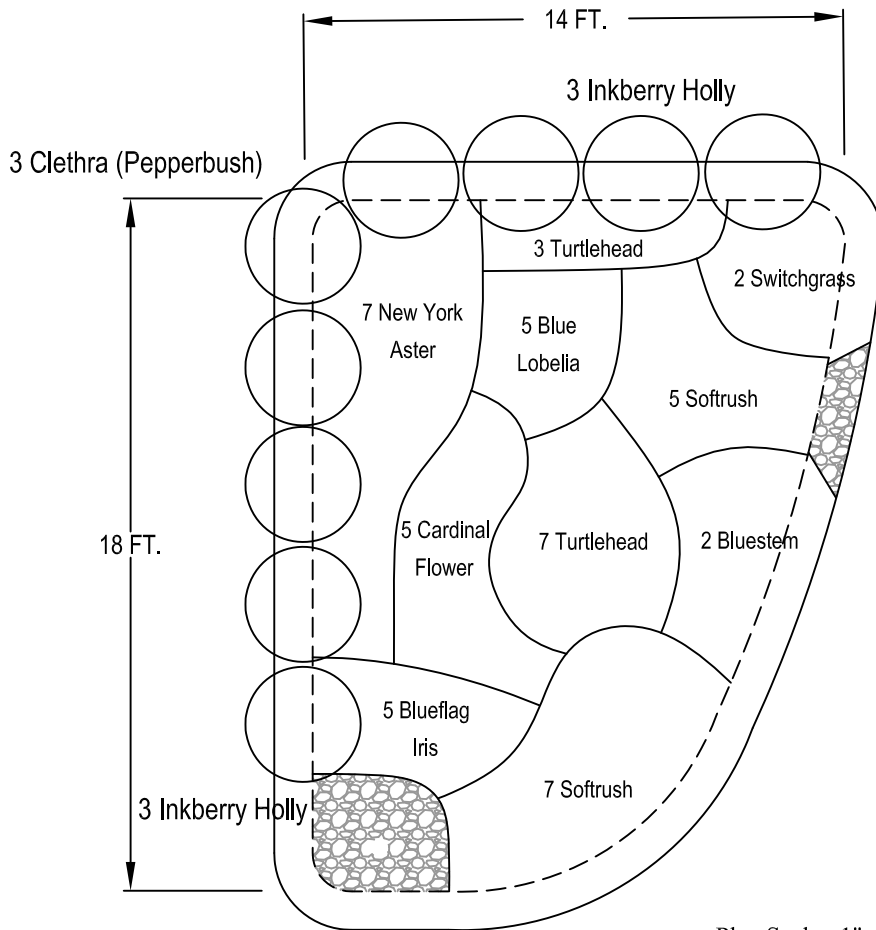 14 FT.
3 Inkberry Holly
3 Clethra (Pepperbush)
3 Turtlehead
2 Switchgrass
7 New York
Aster
5 Blue
Lobelia
5 Softrush
18 FT.
5 Cardinal
Flower
7 Turtlehead
2 Bluestem
5 Blueflag
Iris
7 Softrush
3 Inkberry Holly